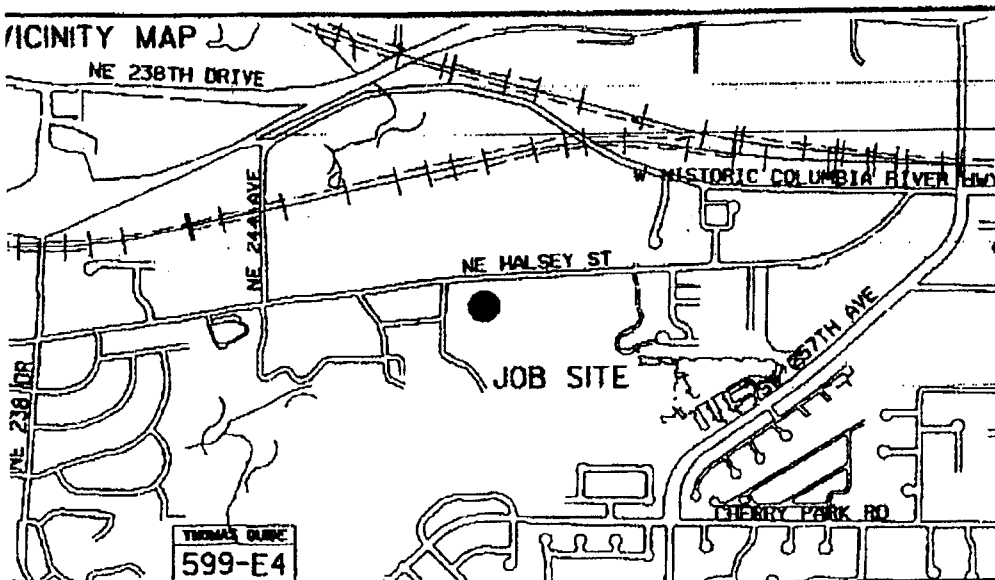 VICINITY MAP
NE 238TH DRIVE
NE 244 AVE
W HISTORIC COLUMBIA RIVER HWY
NE HALSEY ST
257TH AVE
JOB SITE
NE 238 DR
CHERRY PARK RD
THOMAS GUIDE
599-E4